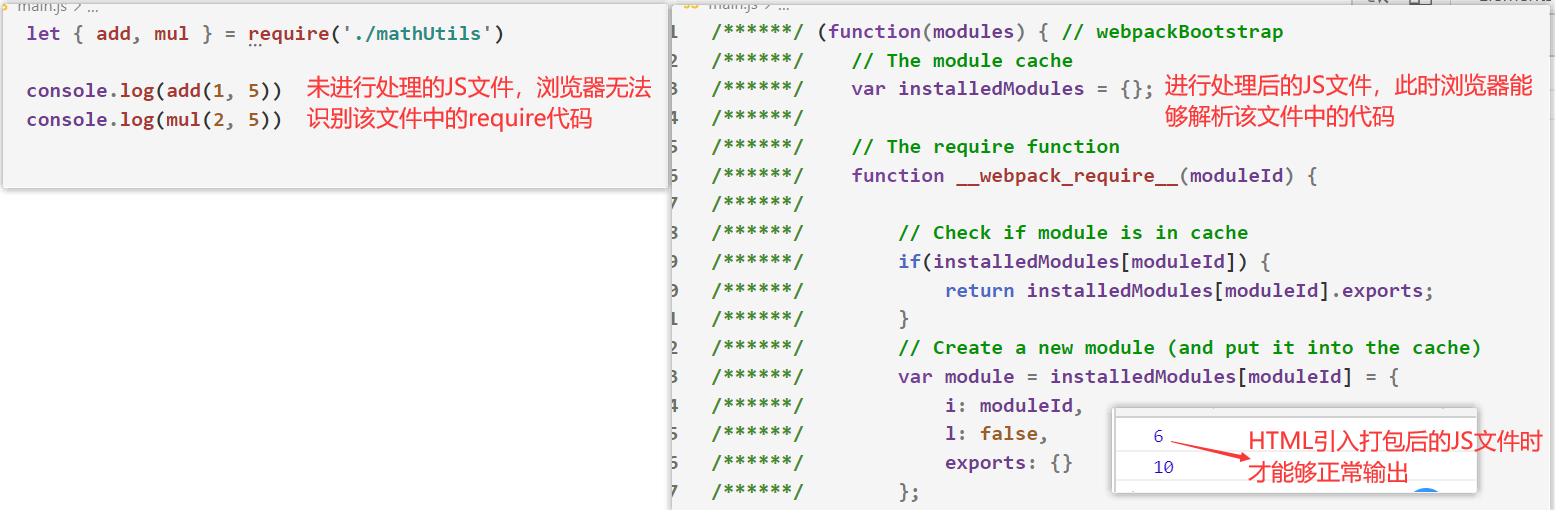 main.js > ...
let { add, mul } = require('./mathUtils')
console.log(add(1, 5))
console.log(mul(2, 5))
未进行处理的JS文件，浏览器无法
识别该文件中的require代码
main.js > ...
1 /******/ (function(modules) { // webpackBootstrap
2 /******/ // The module cache
3 /******/ var installedModules = {};
4 /******/
5 /******/ // The require function
6 /******/ function __webpack_require__(moduleId) {
7 /******/
8 /******/ // Check if module is in cache
9 /******/ if(installedModules[moduleId]) {
0 /******/ return installedModules[moduleId].exports;
1 /******/ }
2 /******/ // Create a new module (and put it into the cache)
3 /******/ var module = installedModules[moduleId] = {
4 /******/ i: moduleId,
5 /******/ l: false,
6 /******/ exports: {}
7 /******/ };
进行处理后的JS文件，此时浏览器能
够解析该文件中的代码
6
10
HTML引入打包后的JS文件时
才能够正常输出